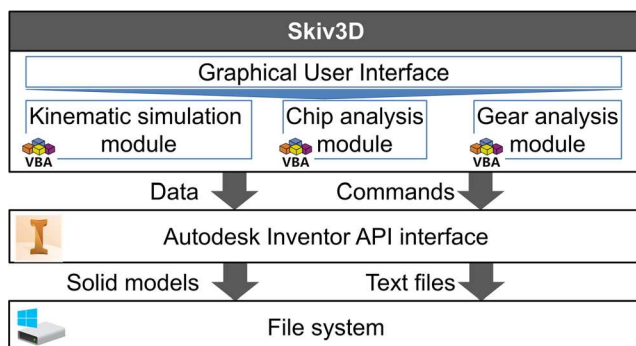 Skiv3D
Graphical User Interface
Kinematic simulation
module
VBA
Chip analysis
module
VBA
Gear analysis
module
VBA
Data
Commands
I
Autodesk Inventor API interface
Solid models
Text files
File system